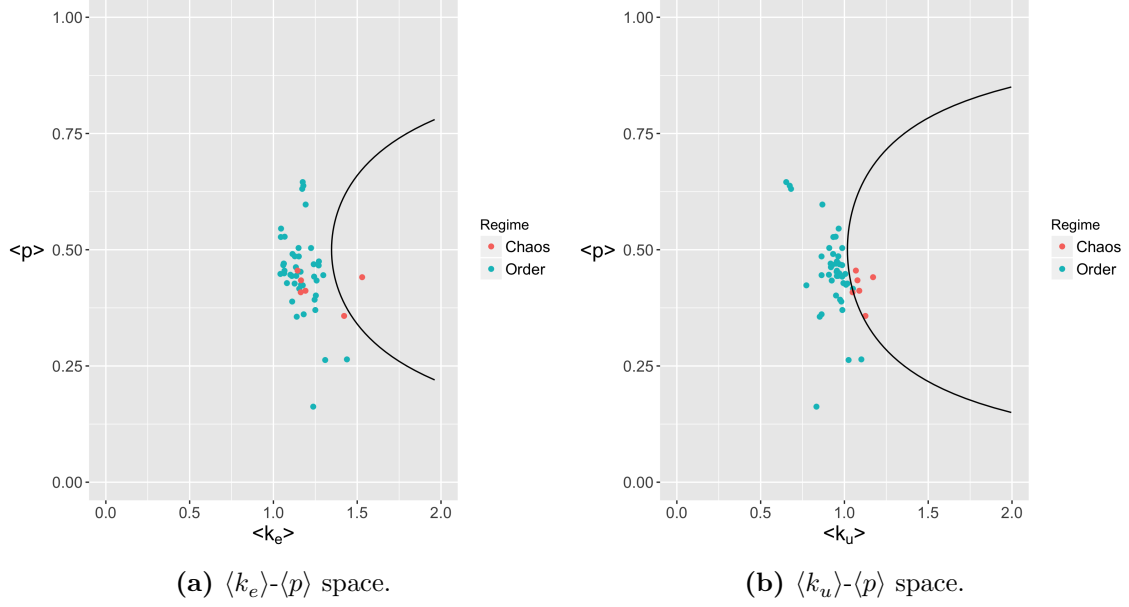 1.00
0.75
<p> 0.50
0.25
0.00
0.0 0.5 1.0 1.5 2.0
<kₑ>
Regime
Chaos
Order
(a) ⟨kₑ⟩-⟨p⟩ space.
1.00
0.75
<p> 0.50
0.25
0.00
0.0 0.5 1.0 1.5 2.0
<kᵤ>
Regime
Chaos
Order
(b) ⟨kᵤ⟩-⟨p⟩ space.